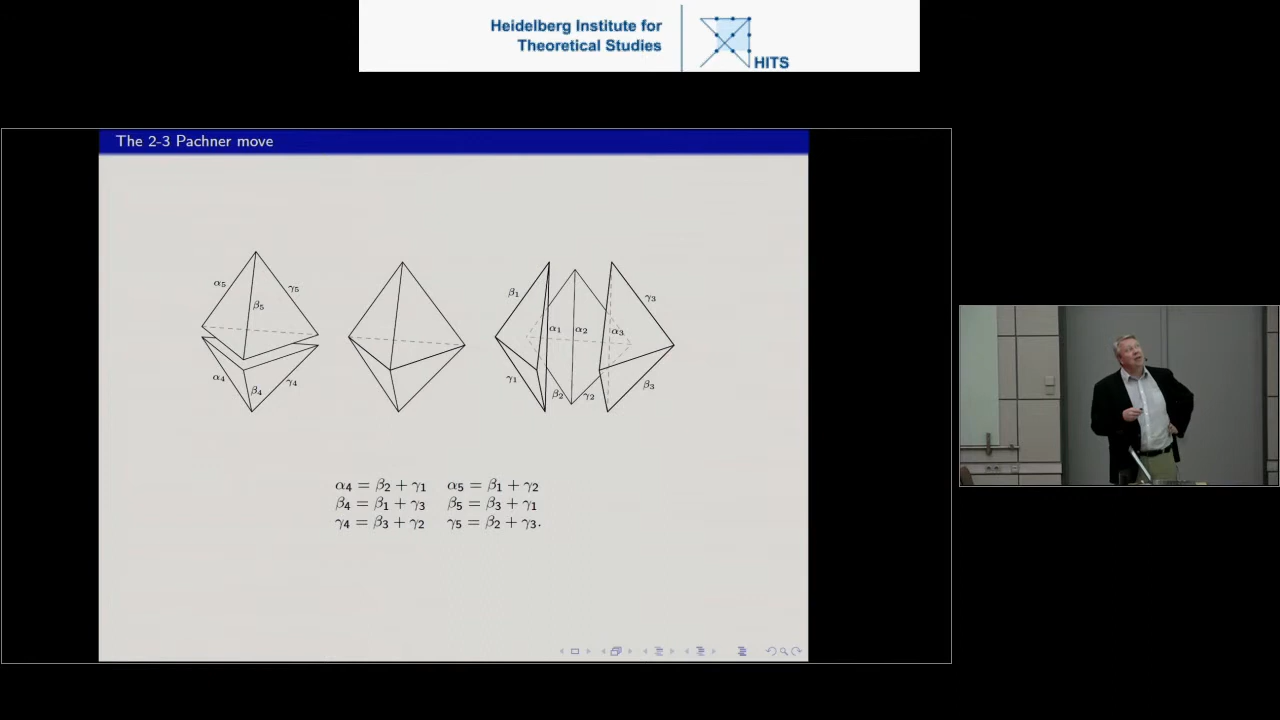 Heidelberg Institute for
Theoretical Studies
HITS
The 2-3 Pachner move
α5 γ5 β5
α4 β4 γ4
β1 α1 α2 α3 γ3
γ1 β2 γ2 β3
α4 = β2 + γ1 α5 = β1 + γ2
β4 = β1 + γ3 β5 = β3 + γ1
γ4 = β3 + γ2 γ5 = β2 + γ3.